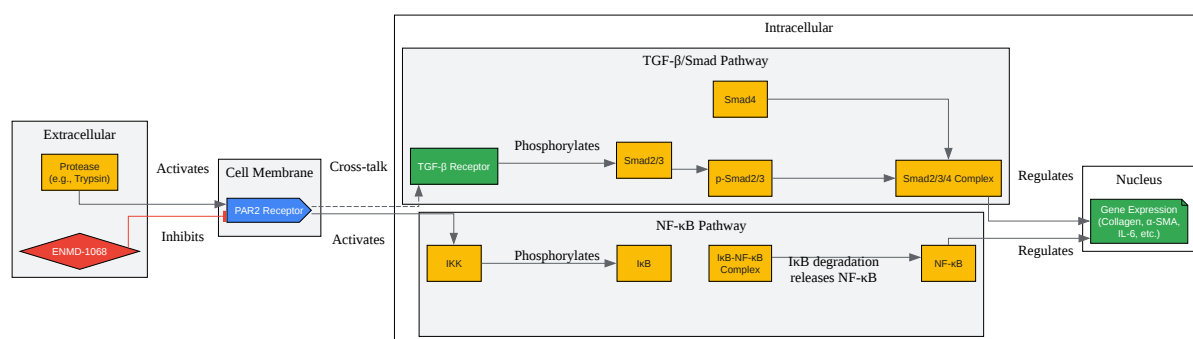 Intracellular
TGF-β/Smad Pathway
Smad4
Extracellular
Protease
(e.g., Trypsin)
Activates
Cell Membrane
Cross-talk
TGF-β Receptor
Phosphorylates
Smad2/3
p-Smad2/3
Smad2/3/4 Complex
Regulates
Nucleus
PAR2 Receptor
Gene Expression
(Collagen, α-SMA,
IL-6, etc.)
ENMD-1068
Inhibits
Activates
NF-κB Pathway
IKK
Phosphorylates
IκB
IκB-NF-κB
Complex
IκB degradation
releases NF-κB
NF-κB
Regulates